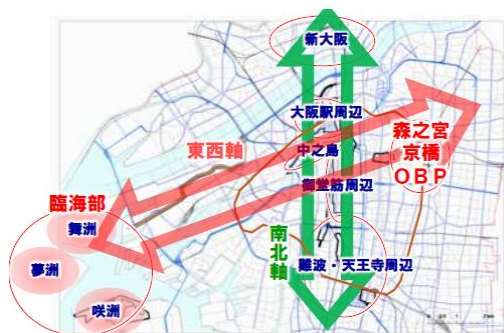 新大阪
大阪駅周辺
森之宮
京橋
OBP
東西軸
中之島
御堂筋周辺
臨海部
舞洲
南北軸
夢洲
難波・天王寺周辺
咲洲